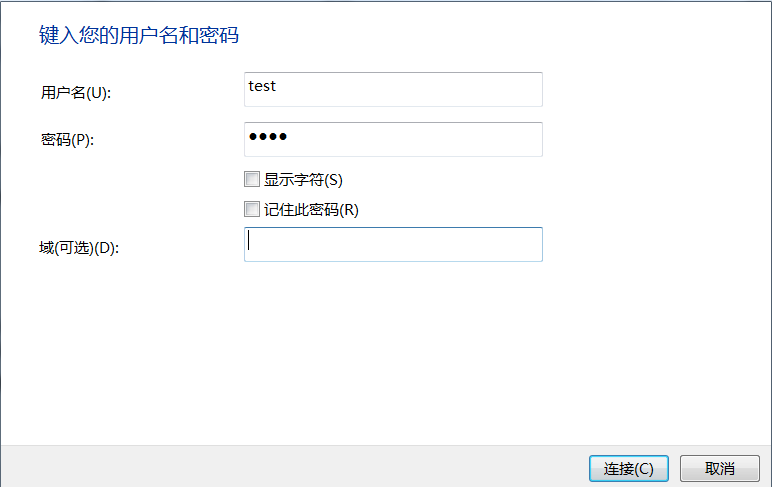 键入您的用户名和密码
用户名(U):
test
密码(P):
●●●●
显示字符(S)
记住此密码(R)
域(可选)(D):
连接(C)
取消